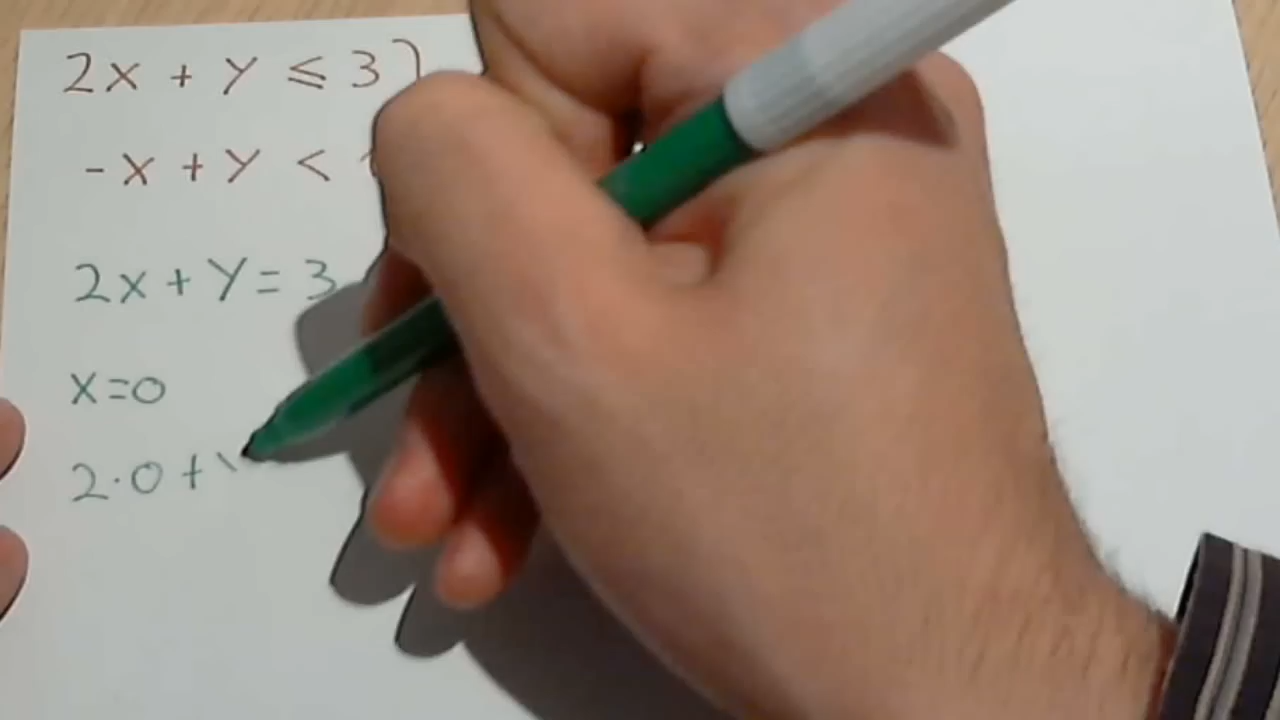 2x + y ≤ 3}
-x + y <
2x + y = 3
x=0
2·0 +